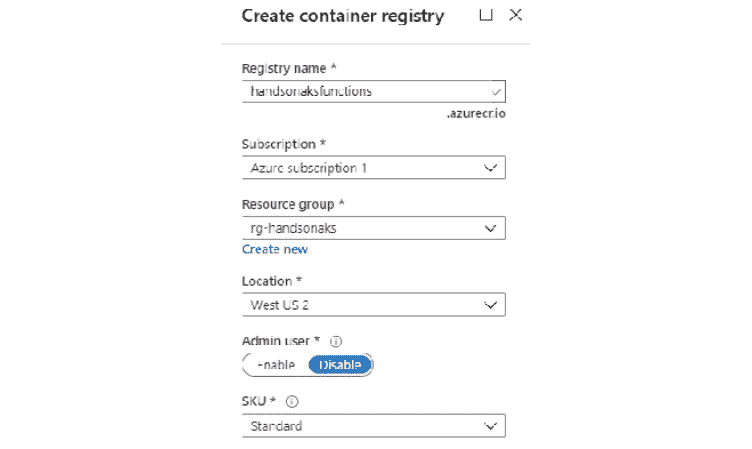 Create container registry
Registry name *
handsonaksfunctions
.azurecr.io
Subscription *
Azure subscription 1
Resource group *
rg-handsonaks
Create new
Location *
West US 2
Admin user *
Enable Disable
SKU *
Standard